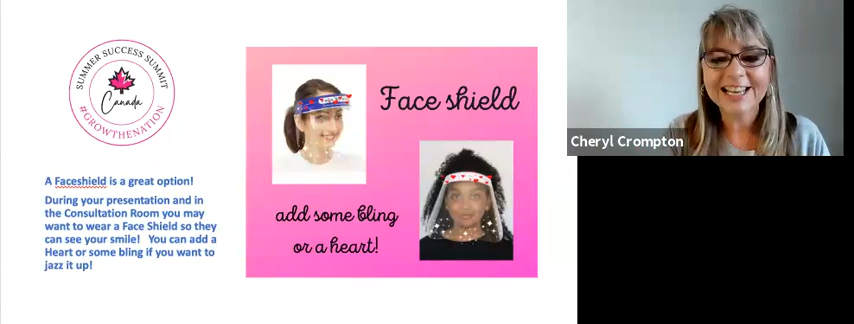 SUMMER SUCCESS SUMMIT
Canada
#GROWTHENATION
A Faceshield is a great option!
During your presentation and in
the Consultation Room you may
want to wear a Face Shield so they
can see your smile! You can add a
Heart or some bling if you want to
jazz it up!
Face shield
add some bling
or a heart!
Cheryl Crompton